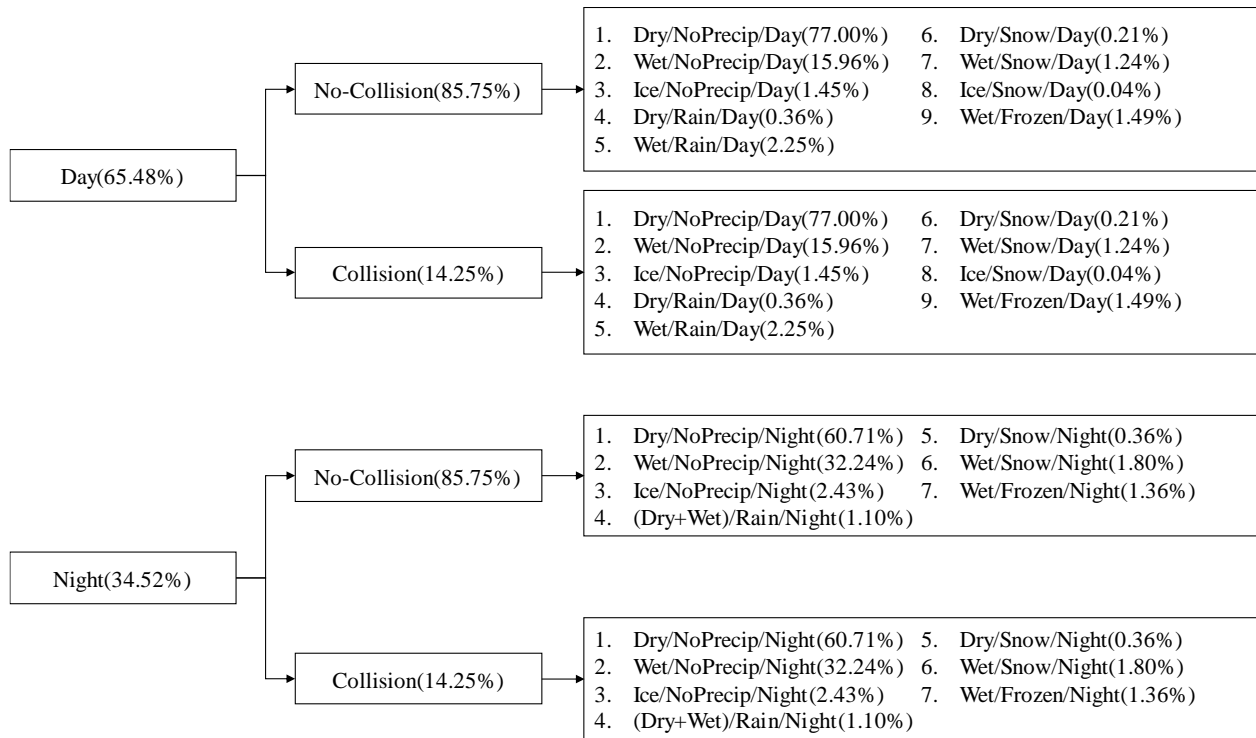 Day(65.48%)
No-Collision(85.75%)
1. Dry/NoPrecip/Day(77.00%)
2. Wet/NoPrecip/Day(15.96%)
3. Ice/NoPrecip/Day(1.45%)
4. Dry/Rain/Day(0.36%)
5. Wet/Rain/Day(2.25%)
6. Dry/Snow/Day(0.21%)
7. Wet/Snow/Day(1.24%)
8. Ice/Snow/Day(0.04%)
9. Wet/Frozen/Day(1.49%)
Collision(14.25%)
1. Dry/NoPrecip/Day(77.00%)
2. Wet/NoPrecip/Day(15.96%)
3. Ice/NoPrecip/Day(1.45%)
4. Dry/Rain/Day(0.36%)
5. Wet/Rain/Day(2.25%)
6. Dry/Snow/Day(0.21%)
7. Wet/Snow/Day(1.24%)
8. Ice/Snow/Day(0.04%)
9. Wet/Frozen/Day(1.49%)
Night(34.52%)
No-Collision(85.75%)
1. Dry/NoPrecip/Night(60.71%)
2. Wet/NoPrecip/Night(32.24%)
3. Ice/NoPrecip/Night(2.43%)
4. (Dry+Wet)/Rain/Night(1.10%)
5. Dry/Snow/Night(0.36%)
6. Wet/Snow/Night(1.80%)
7. Wet/Frozen/Night(1.36%)
Collision(14.25%)
1. Dry/NoPrecip/Night(60.71%)
2. Wet/NoPrecip/Night(32.24%)
3. Ice/NoPrecip/Night(2.43%)
4. (Dry+Wet)/Rain/Night(1.10%)
5. Dry/Snow/Night(0.36%)
6. Wet/Snow/Night(1.80%)
7. Wet/Frozen/Night(1.36%)